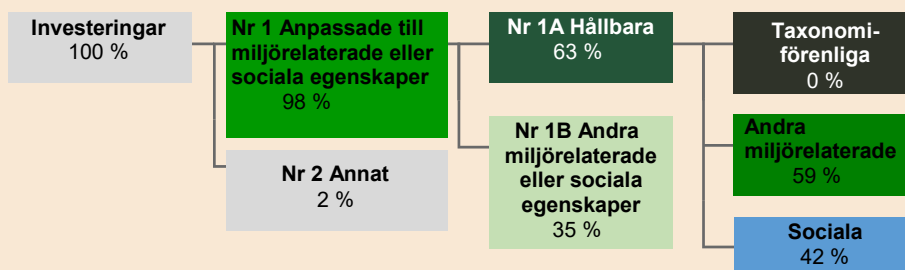 Investeringar
100 %
Nr 1 Anpassade till
miljörelaterade eller
sociala egenskaper
98 %
Nr 2 Annat
2 %
Nr 1A Hållbara
63 %
Nr 1B Andra
miljörelaterade
eller sociala
egenskaper
35 %
Taxonomi-
förenliga
0 %
Andra
miljörelaterade
59 %
Sociala
42 %